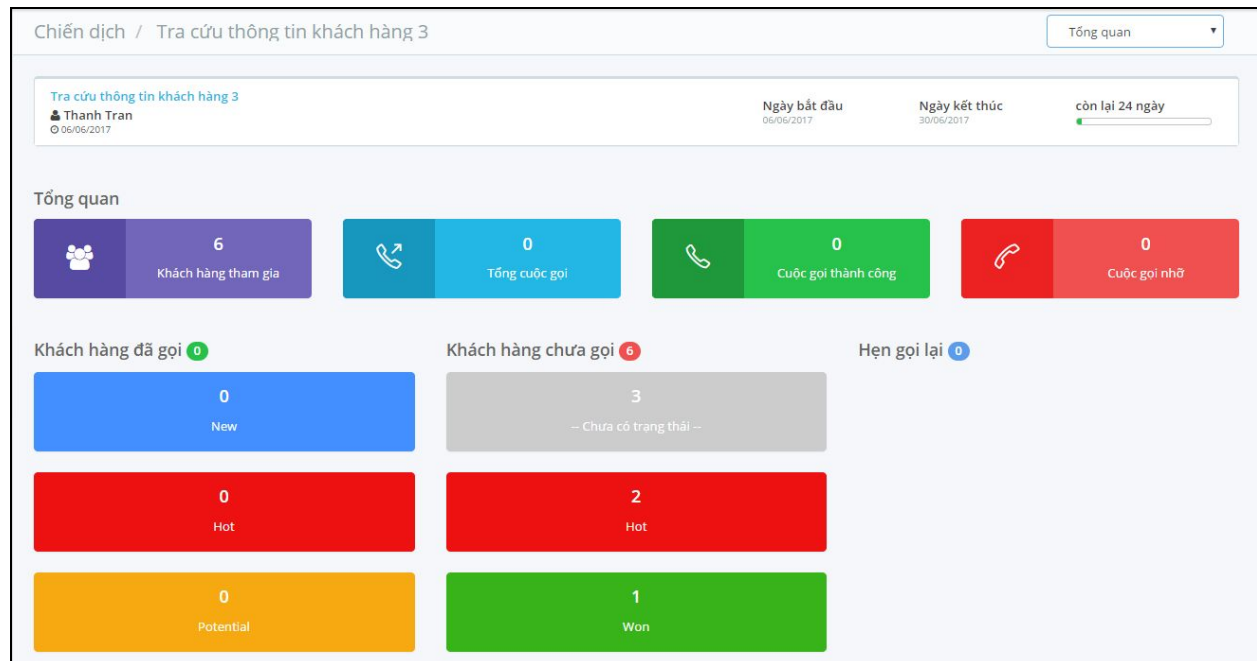 Chiến dịch / Tra cứu thông tin khách hàng 3
Tổng quan
Tra cứu thông tin khách hàng 3
Thanh Tran
06/06/2017
Ngày bắt đầu
06/06/2017
Ngày kết thúc
30/06/2017
còn lại 24 ngày
Tổng quan
6
Khách hàng tham gia
0
Tổng cuộc gọi
0
Cuộc gọi thành công
0
Cuộc gọi nhỡ
Khách hàng đã gọi 0
0
New
0
Hot
0
Potential
Khách hàng chưa gọi 6
3
-- Chưa có trạng thái --
2
Hot
1
Won
Hẹn gọi lại 0